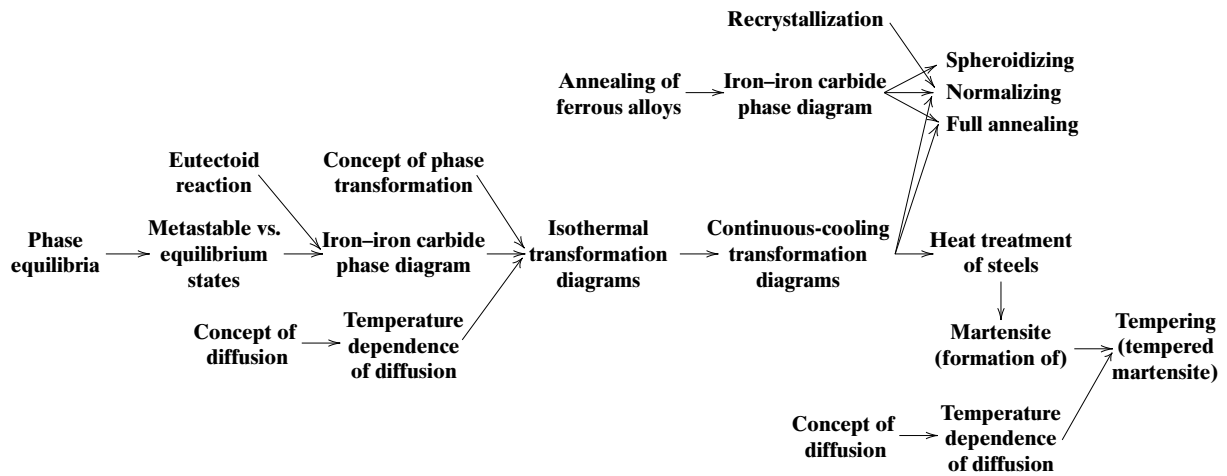 Recrystallization
Spheroidizing
Annealing of
ferrous alloys
Iron–iron carbide
phase diagram
Normalizing
Full annealing
Eutectoid
reaction
Concept of phase
transformation
Phase
equilibria
Metastable vs.
equilibrium
states
Iron–iron carbide
phase diagram
Isothermal
transformation
diagrams
Continuous-cooling
transformation
diagrams
Heat treatment
of steels
Concept of
diffusion
Temperature
dependence
of diffusion
Martensite
(formation of)
Tempering
(tempered
martensite)
Concept of
diffusion
Temperature
dependence
of diffusion